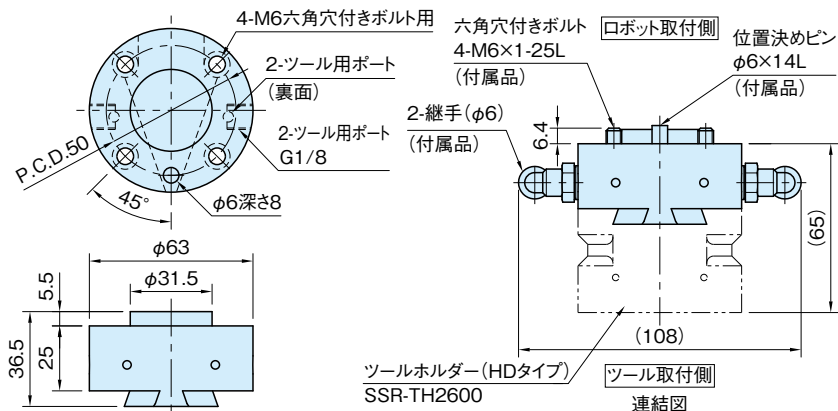 4-M6六角穴付きボルト用
2-ツール用ポート
(裏面)
2-ツール用ポート
G1/8
P.C.D.50
45°
φ6深さ8
φ63
φ31.5
5.5
36.5
25
六角穴付きボルト
4-M6×1-25L
(付属品)
ロボット取付側
位置決めピン
φ6×14L
(付属品)
2-継手(φ6)
(付属品)
6.4
(65)
(108)
ツールホルダー(HDタイプ)
SSR-TH2600
ツール取付側
連結図